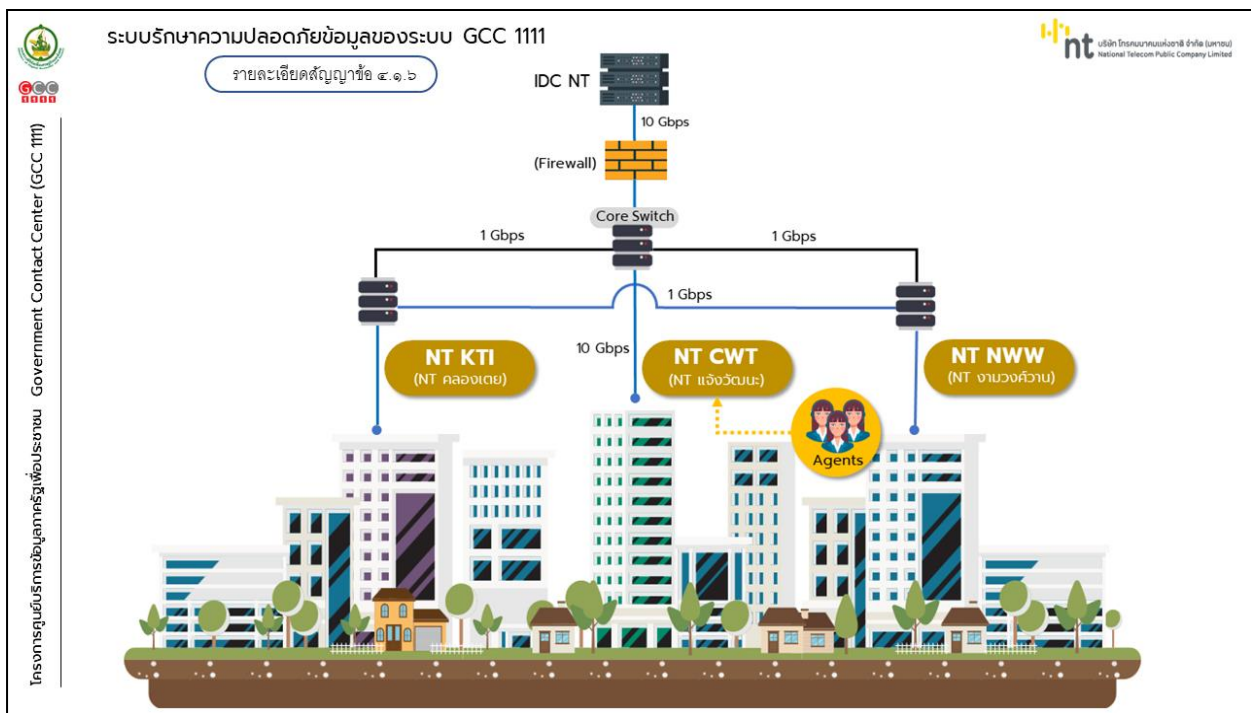 ระบบรักษาความปลอดภัยข้อมูลของระบบ GCC 1111
รายละเอียดสัญญาข้อ ๔.๑.๖
nt
บริษัท โทรคมนาคมแห่งชาติ จำกัด (มหาชน)
National Telecom Public Company Limited
GCC
1111
โครงการศูนย์บริการข้อมูลภาครัฐเพื่อประชาชน Government Contact Center (GCC 1111)
IDC NT
10 Gbps
(Firewall)
Core Switch
1 Gbps
1 Gbps
1 Gbps
NT KTI
(NT คลองเตย)
10 Gbps
NT CWT
(NT แจ้งวัฒนะ)
NT NWW
(NT งามวงศ์วาน)
Agents